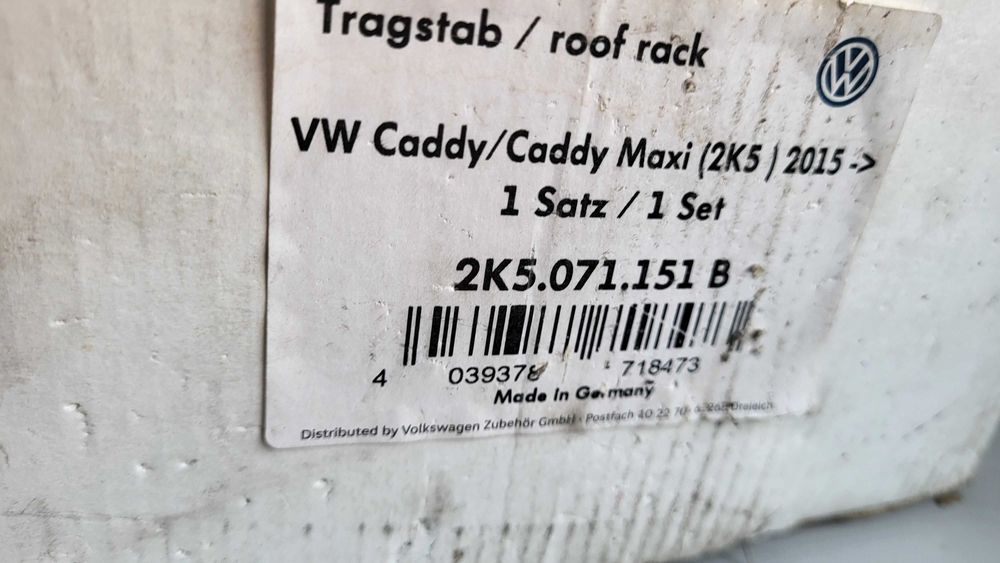 Tragstab / roof rack
VW Caddy/Caddy Maxi (2K5 ) 2015 ->
1 Satz / 1 Set
2K5.071.151 B
4 039378 718473
Made in Germany
Distributed by Volkswagen Zubehör GmbH · Postfach 40 22 70 · Dreieich